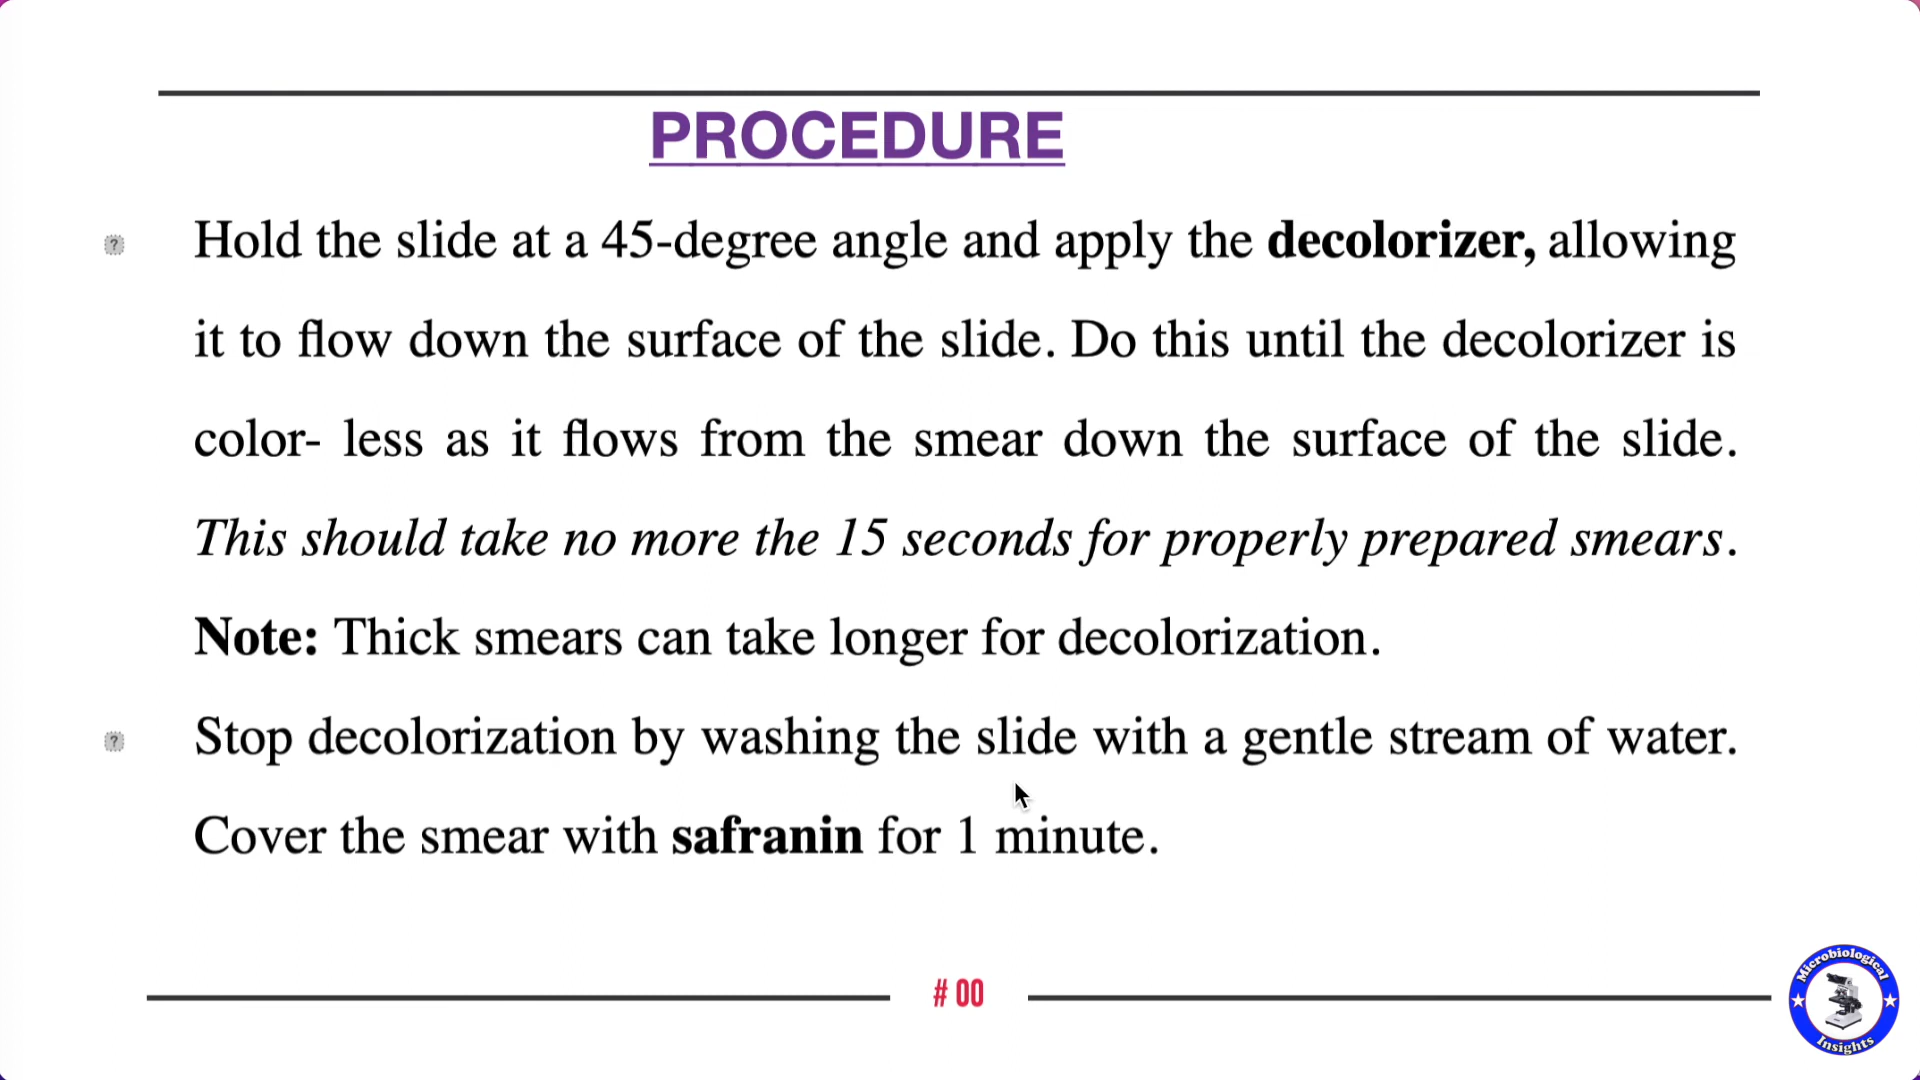 PROCEDURE
Hold the slide at a 45-degree angle and apply the decolorizer, allowing
it to flow down the surface of the slide. Do this until the decolorizer is
color- less as it flows from the smear down the surface of the slide.
This should take no more the 15 seconds for properly prepared smears.
Note: Thick smears can take longer for decolorization.
Stop decolorization by washing the slide with a gentle stream of water.
Cover the smear with safranin for 1 minute.
# 00
Microbiological
Insights